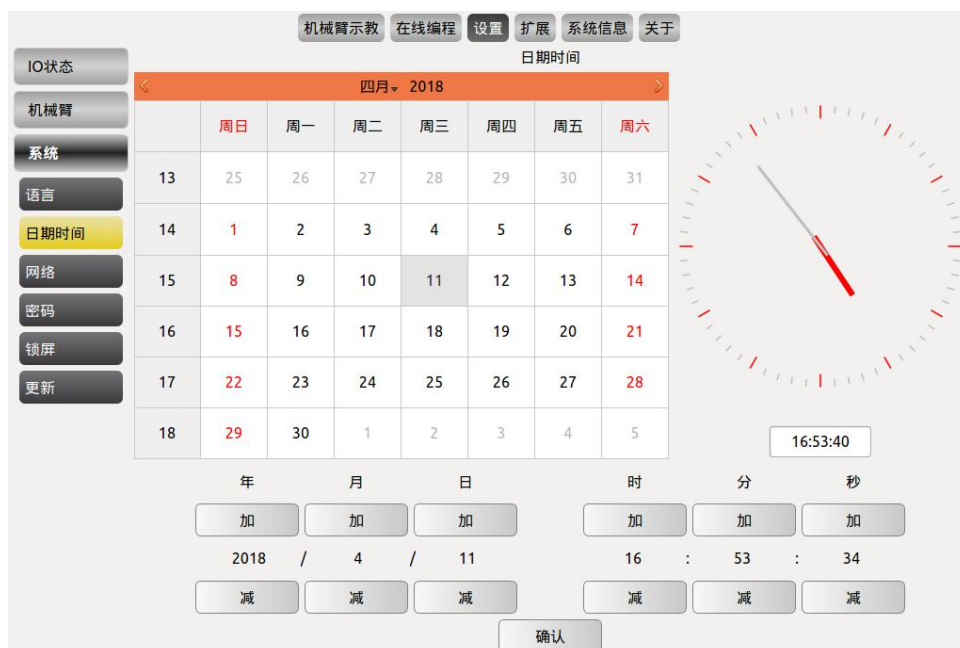 机械臂示教 在线编程 设置 扩展 系统信息 关于
日期时间
IO状态
机械臂
系统
语言
日期时间
网络
密码
锁屏
更新
四月 2018
周日 周一 周二 周三 周四 周五 周六
13 25 26 27 28 29 30 31
14 1 2 3 4 5 6 7
15 8 9 10 11 12 13 14
16 15 16 17 18 19 20 21
17 22 23 24 25 26 27 28
18 29 30 1 2 3 4 5
16:53:40
年 月 日 时 分 秒
加 加 加 加 加 加
2018 / 4 / 11 16 : 53 : 34
减 减 减 减 减 减
确认